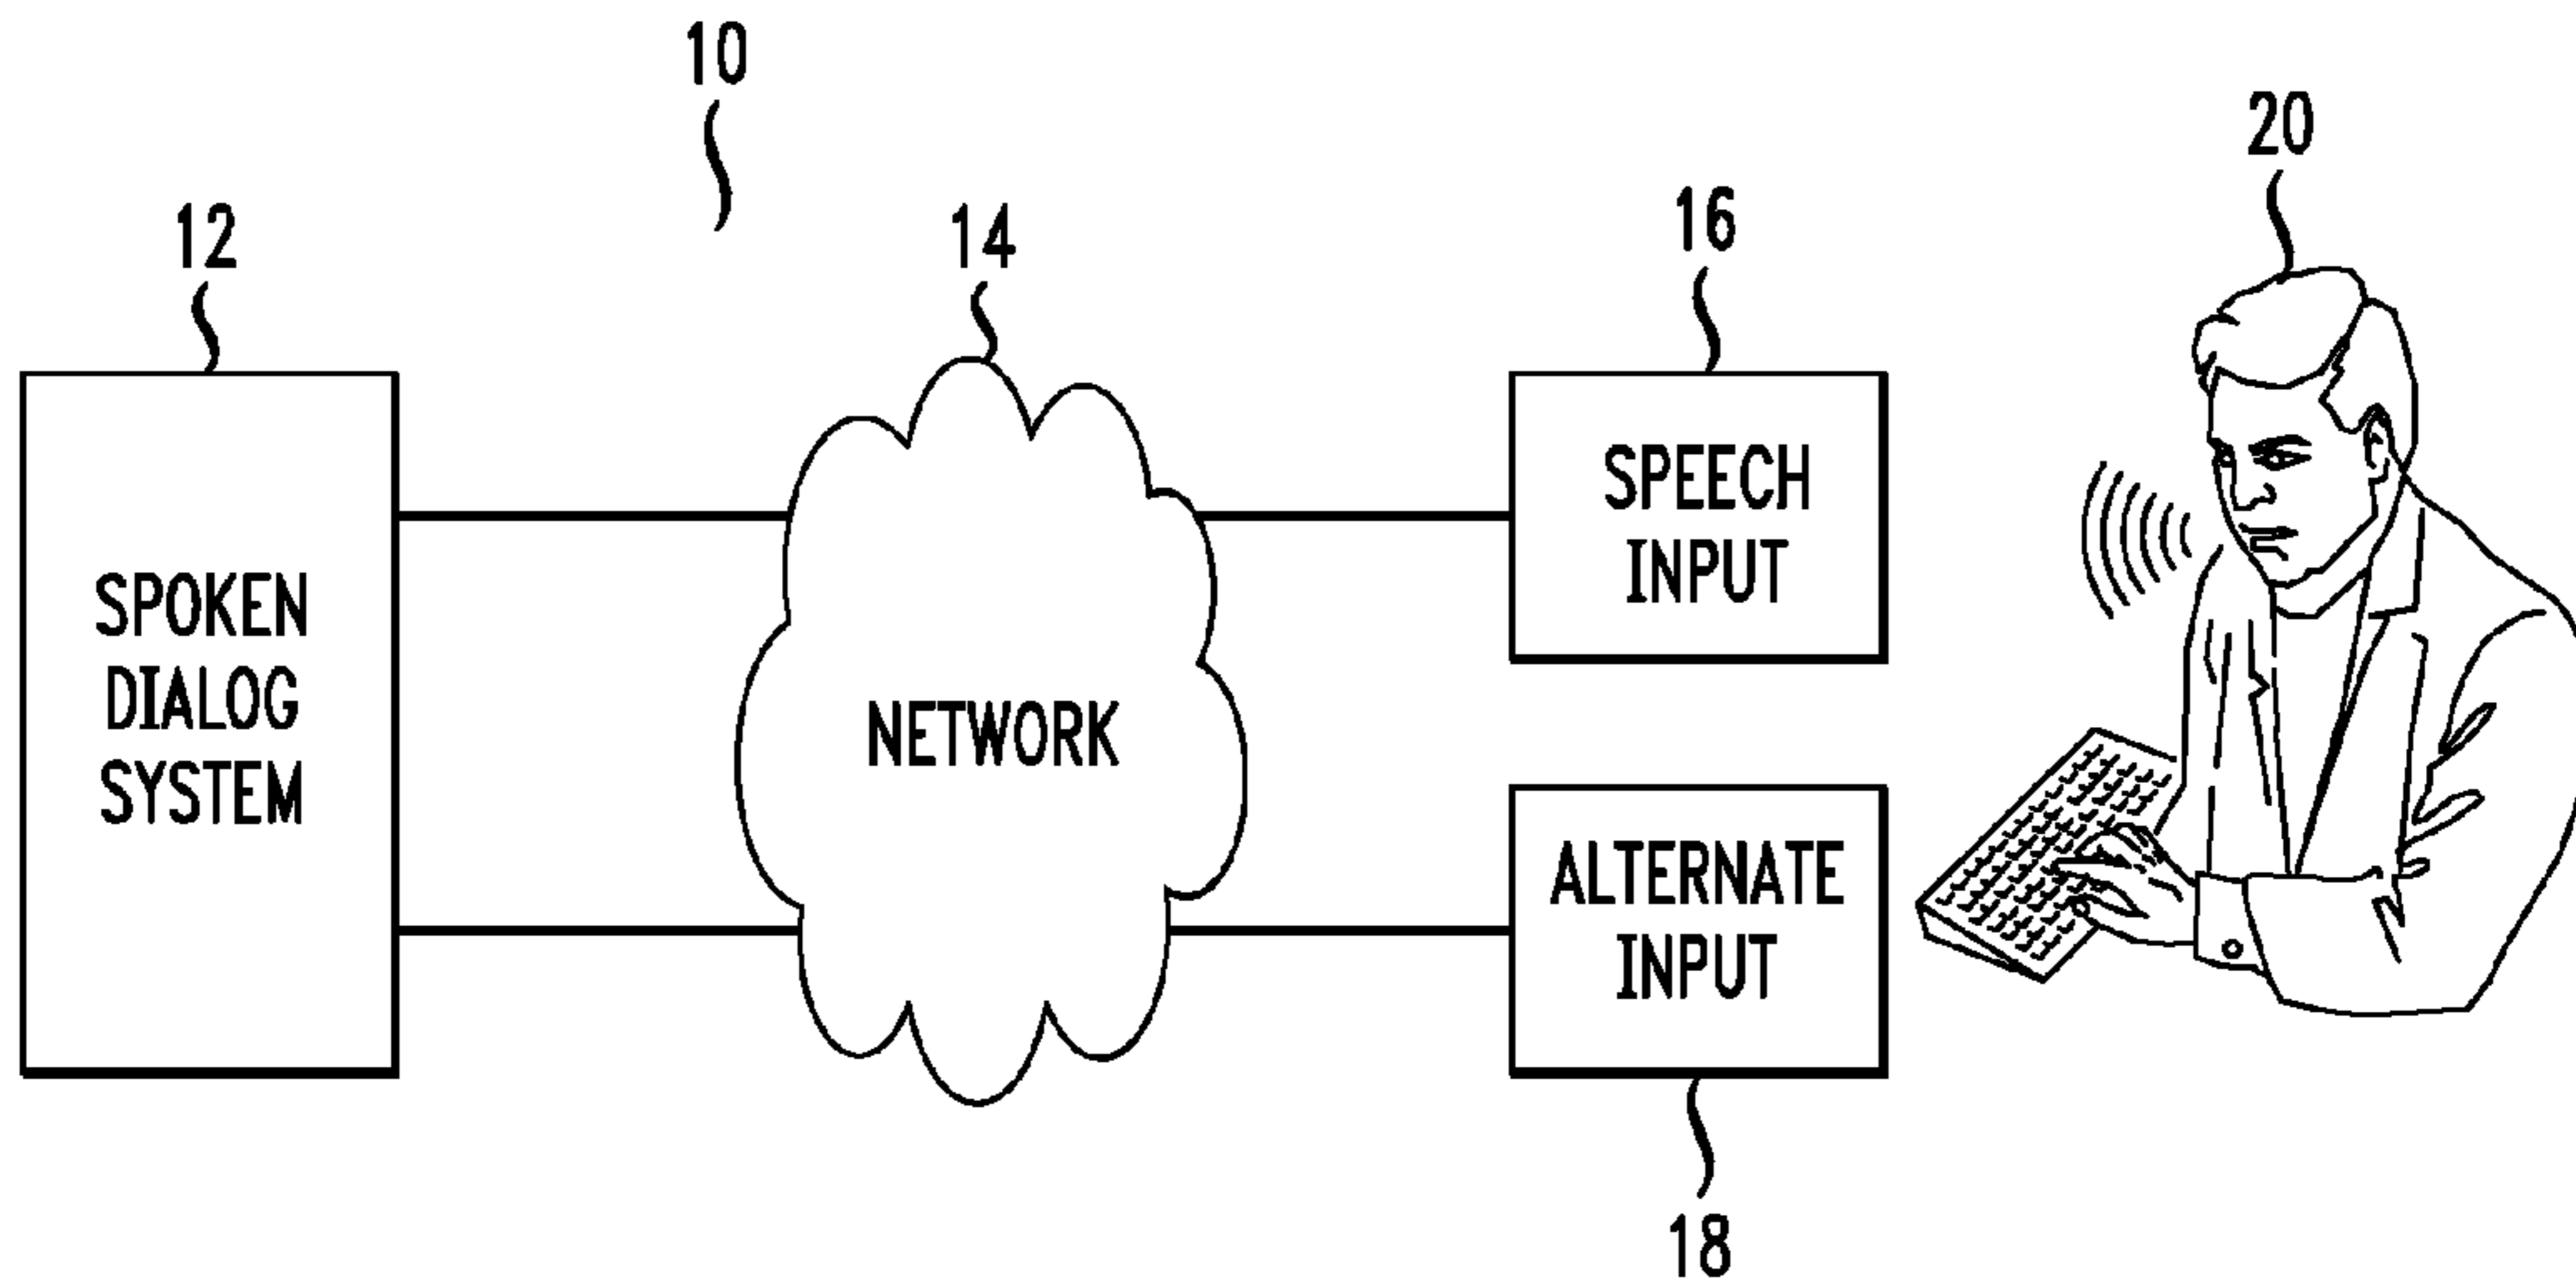 10
20
12
14
16
SPOKEN
DIALOG
SYSTEM
NETWORK
SPEECH
INPUT
ALTERNATE
INPUT
18